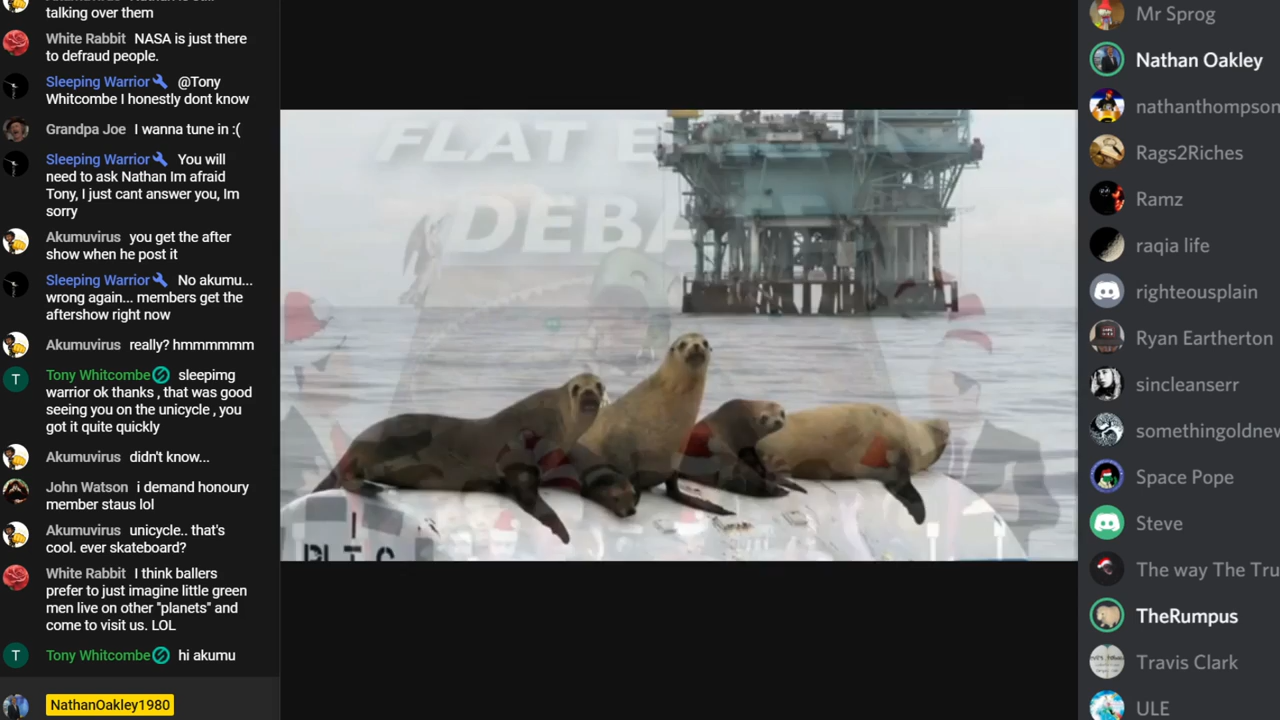 talking over them
White Rabbit NASA is just there
to defraud people.
Sleeping Warrior @Tony
Whitcombe I honestly dont know
Grandpa Joe I wanna tune in :(
Sleeping Warrior You will
need to ask Nathan Im afraid
Tony, I just cant answer you, Im
sorry
Akumuvirus you get the after
show when he post it
Sleeping Warrior No akumu...
wrong again... members get the
aftershow right now
Akumuvirus really? hmmmmmm
T
Tony Whitcombe sleepimg
warrior ok thanks , that was good
seeing you on the unicycle , you
got it quite quickly
Akumuvirus didn't know...
John Watson i demand honoury
member staus lol
Akumuvirus unicycle.. that's
cool. ever skateboard?
White Rabbit I think ballers
prefer to just imagine little green
men live on other "planets" and
come to visit us. LOL
T
Tony Whitcombe hi akumu
NathanOakley1980
FLAT
DEBA
Mr Sprog
Nathan Oakley
nathanthompson
Rags2Riches
Ramz
raqia life
righteousplain
Ryan Eartherton
sincleanserr
somethingoldnew
Space Pope
Steve
The way The Tru
TheRumpus
Travis Clark
ULE